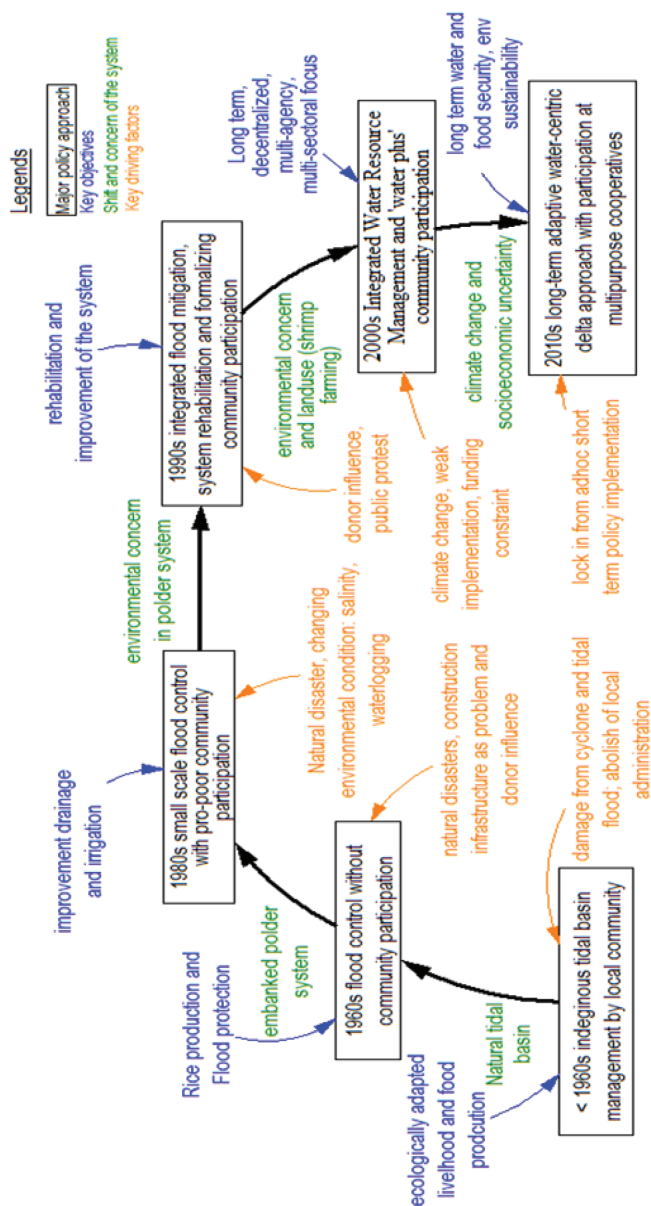 Legends
Major policy approach
Key objectives
Shift and concern of the system
Key driving factors
ecologically adapted
livelhood and food
prodcution
< 1960s indeginous tidal basin
management by local community
damage from cyclone and tidal
flood; abolish of local
administration
Natural tidal
basin
Rice production and
Flood protection
1960s flood control without
community participation
natural disasters, construction
infrastructure as problem and
donor influence
embanked polder
system
improvement drainage
and irrigation
1980s small scale flood control
with pro-poor community
participation
Natural disaster, changing
environmental condition: salinity,
waterlogging
environmental concern
in polder system
rehabilitation and
improvement of the system
1990s integrated flood mitigation,
system rehabilitation and fomalizing
community participation
donor influence,
public protest
environmental concern
and landuse (shrimp
farming)
Long term,
decentralized,
multi-agency,
multi-sectoral focus
2000s Integrated Water Resource
Management and 'water plus'
community participation
climate change, weak
implementation, funding
constraint
climate change and
socioeconomic uncertainty
long term water and
food security, env
sustainability
2010s long-term adaptive water-centric
delta approach with participation at
multipurpose cooperatives
lock in from adhoc short
term policy implementation